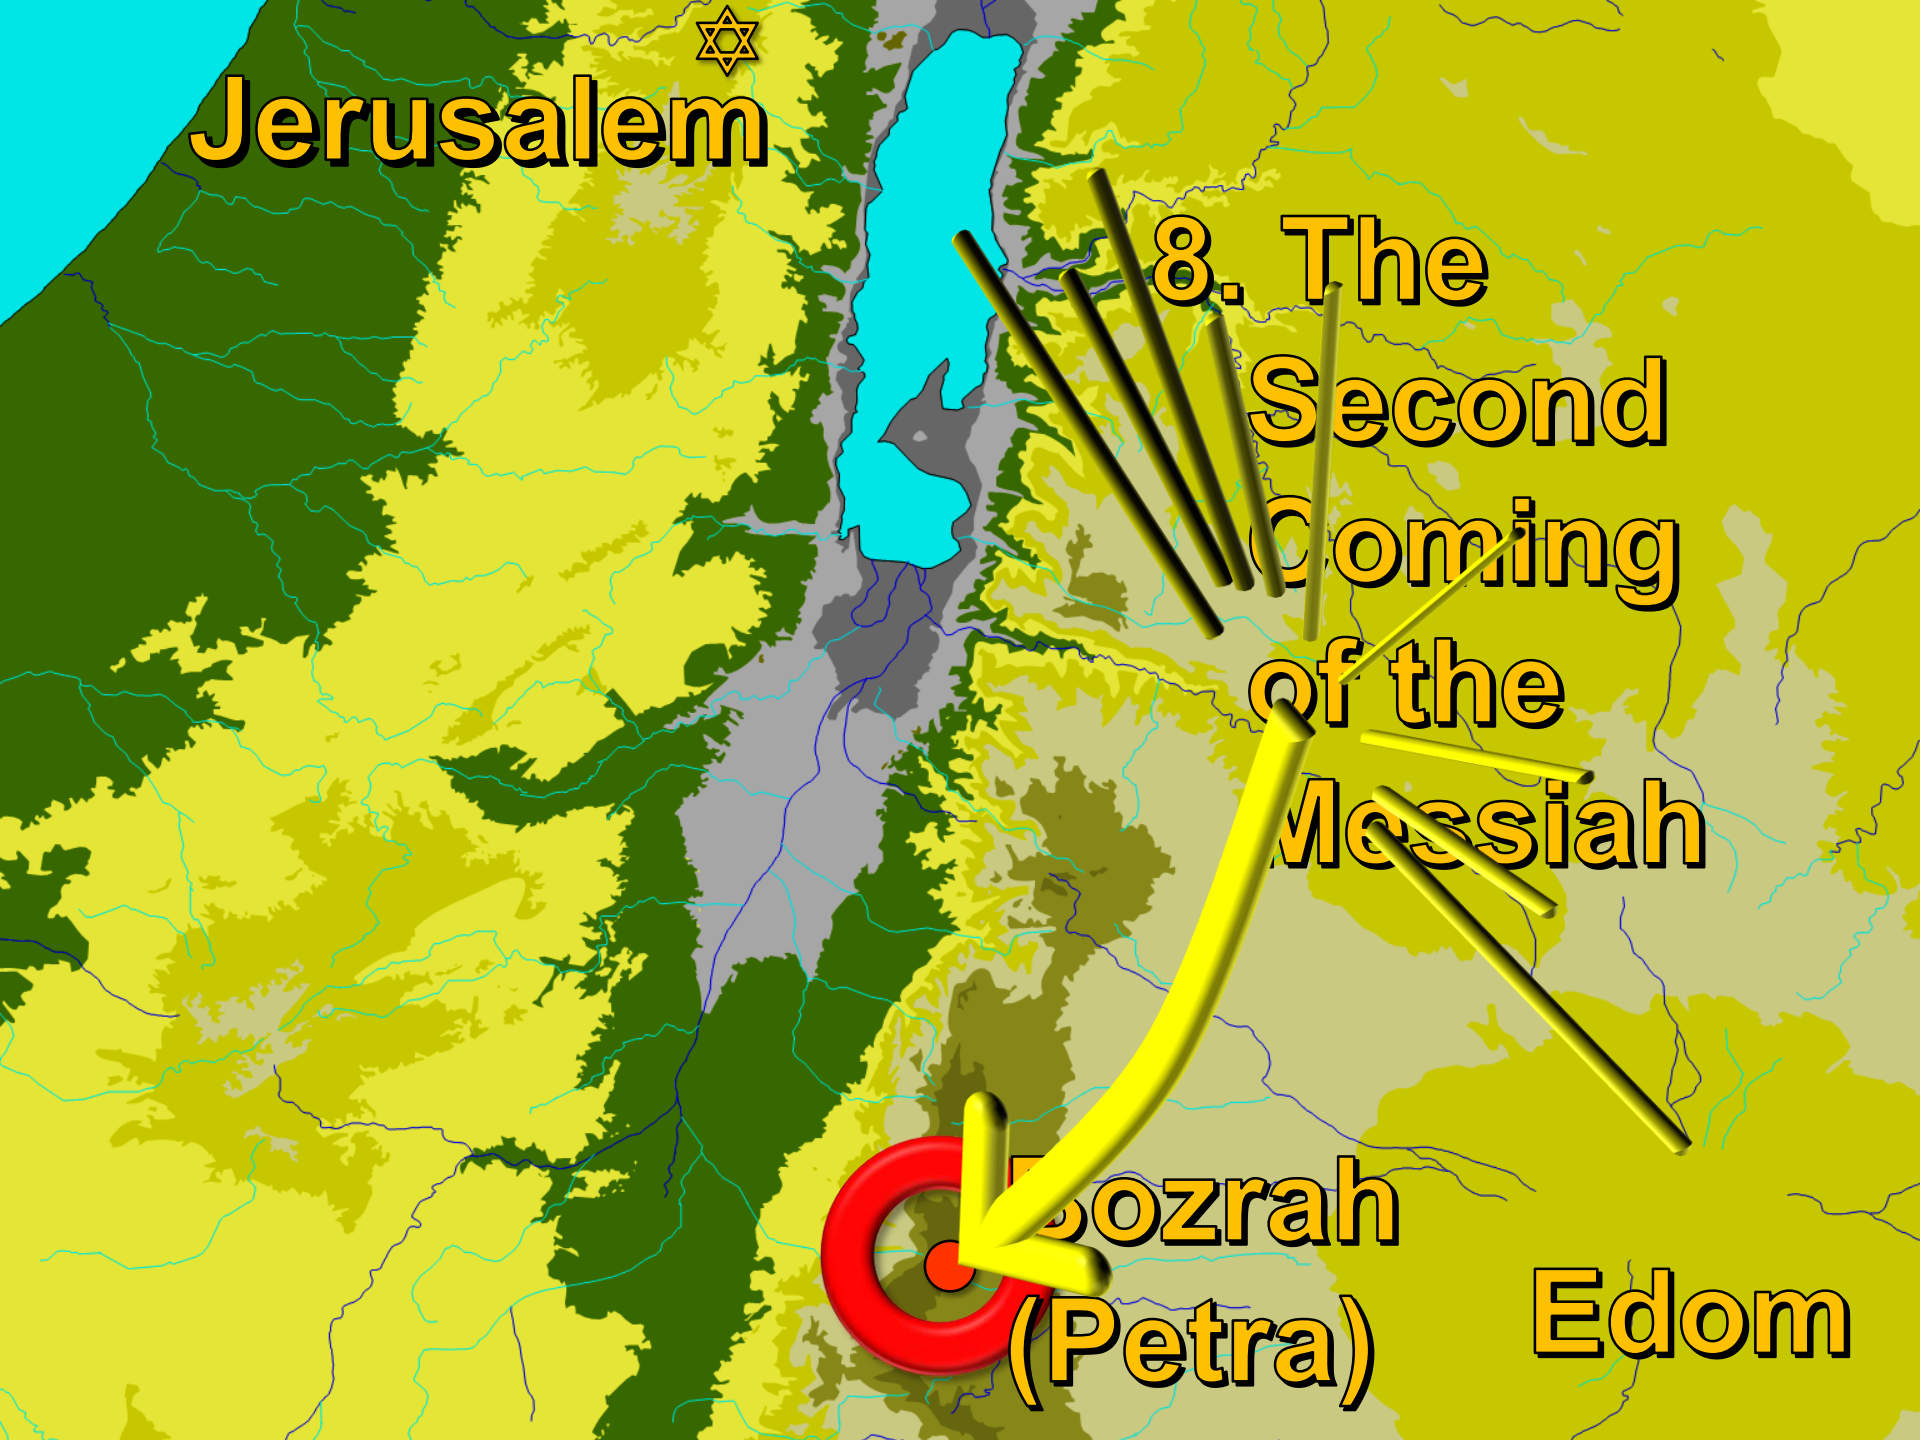 Jerusalem
8. The
Second
Coming
of the
Messiah
Bozrah
(Petra)
Edom